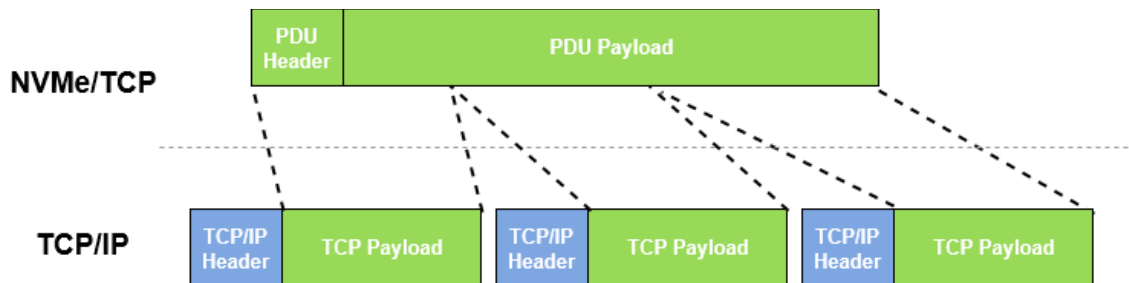 PDU
Header
PDU Payload
NVMe/TCP
TCP/IP
TCP/IP
Header
TCP Payload
TCP/IP
Header
TCP Payload
TCP/IP
Header
TCP Payload